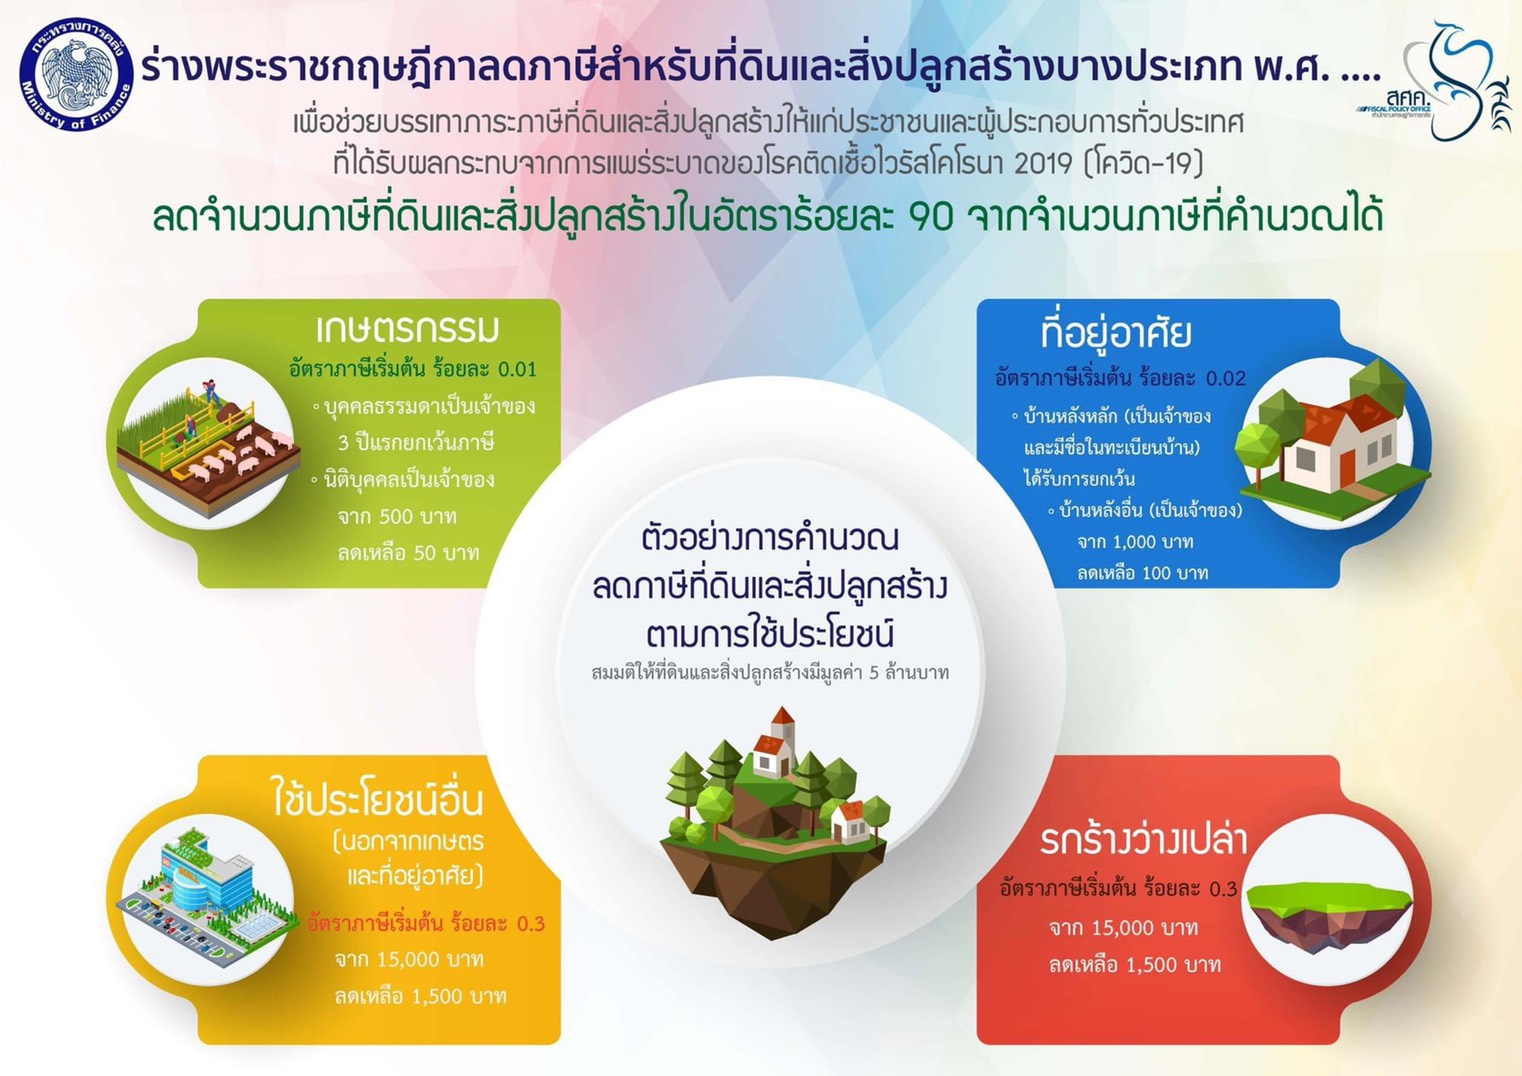 กระทรวงการคลัง
Ministry of Finance
ร่างพระราชกฤษฎีกาลดภาษีสำหรับที่ดินและสิ่งปลูกสร้างบางประเภท พ.ศ. ....
สศค.
FISCAL POLICY OFFICE
สำนักงานเศรษฐกิจการคลัง
เพื่อช่วยบรรเทาภาระภาษีที่ดินและสิ่งปลูกสร้างให้แก่ประชาชนและผู้ประกอบการทั่วประเทศ
ที่ได้รับผลกระทบจากการแพร่ระบาดของโรคติดเชื้อไวรัสโคโรนา 2019 (โควิด-19)
ลดจำนวนภาษีที่ดินและสิ่งปลูกสร้างในอัตราร้อยละ 90 จากจำนวนภาษีที่คำนวณได้
เกษตรกรรม
อัตราภาษีเริ่มต้น ร้อยละ 0.01
◦ บุคคลธรรมดาเป็นเจ้าของ
3 ปีแรกยกเว้นภาษี
◦ นิติบุคคลเป็นเจ้าของ
จาก 500 บาท
ลดเหลือ 50 บาท
ที่อยู่อาศัย
อัตราภาษีเริ่มต้น ร้อยละ 0.02
◦ บ้านหลังหลัก (เป็นเจ้าของ
และมีชื่อในทะเบียนบ้าน)
ได้รับการยกเว้น
◦ บ้านหลังอื่น (เป็นเจ้าของ)
จาก 1,000 บาท
ลดเหลือ 100 บาท
ตัวอย่างการคำนวณ
ลดภาษีที่ดินและสิ่งปลูกสร้าง
ตามการใช้ประโยชน์
สมมติให้ที่ดินและสิ่งปลูกสร้างมีมูลค่า 5 ล้านบาท
ใช้ประโยชน์อื่น
(นอกจากเกษตร
และที่อยู่อาศัย)
อัตราภาษีเริ่มต้น ร้อยละ 0.3
จาก 15,000 บาท
ลดเหลือ 1,500 บาท
รกร้างว่างเปล่า
อัตราภาษีเริ่มต้น ร้อยละ 0.3
จาก 15,000 บาท
ลดเหลือ 1,500 บาท